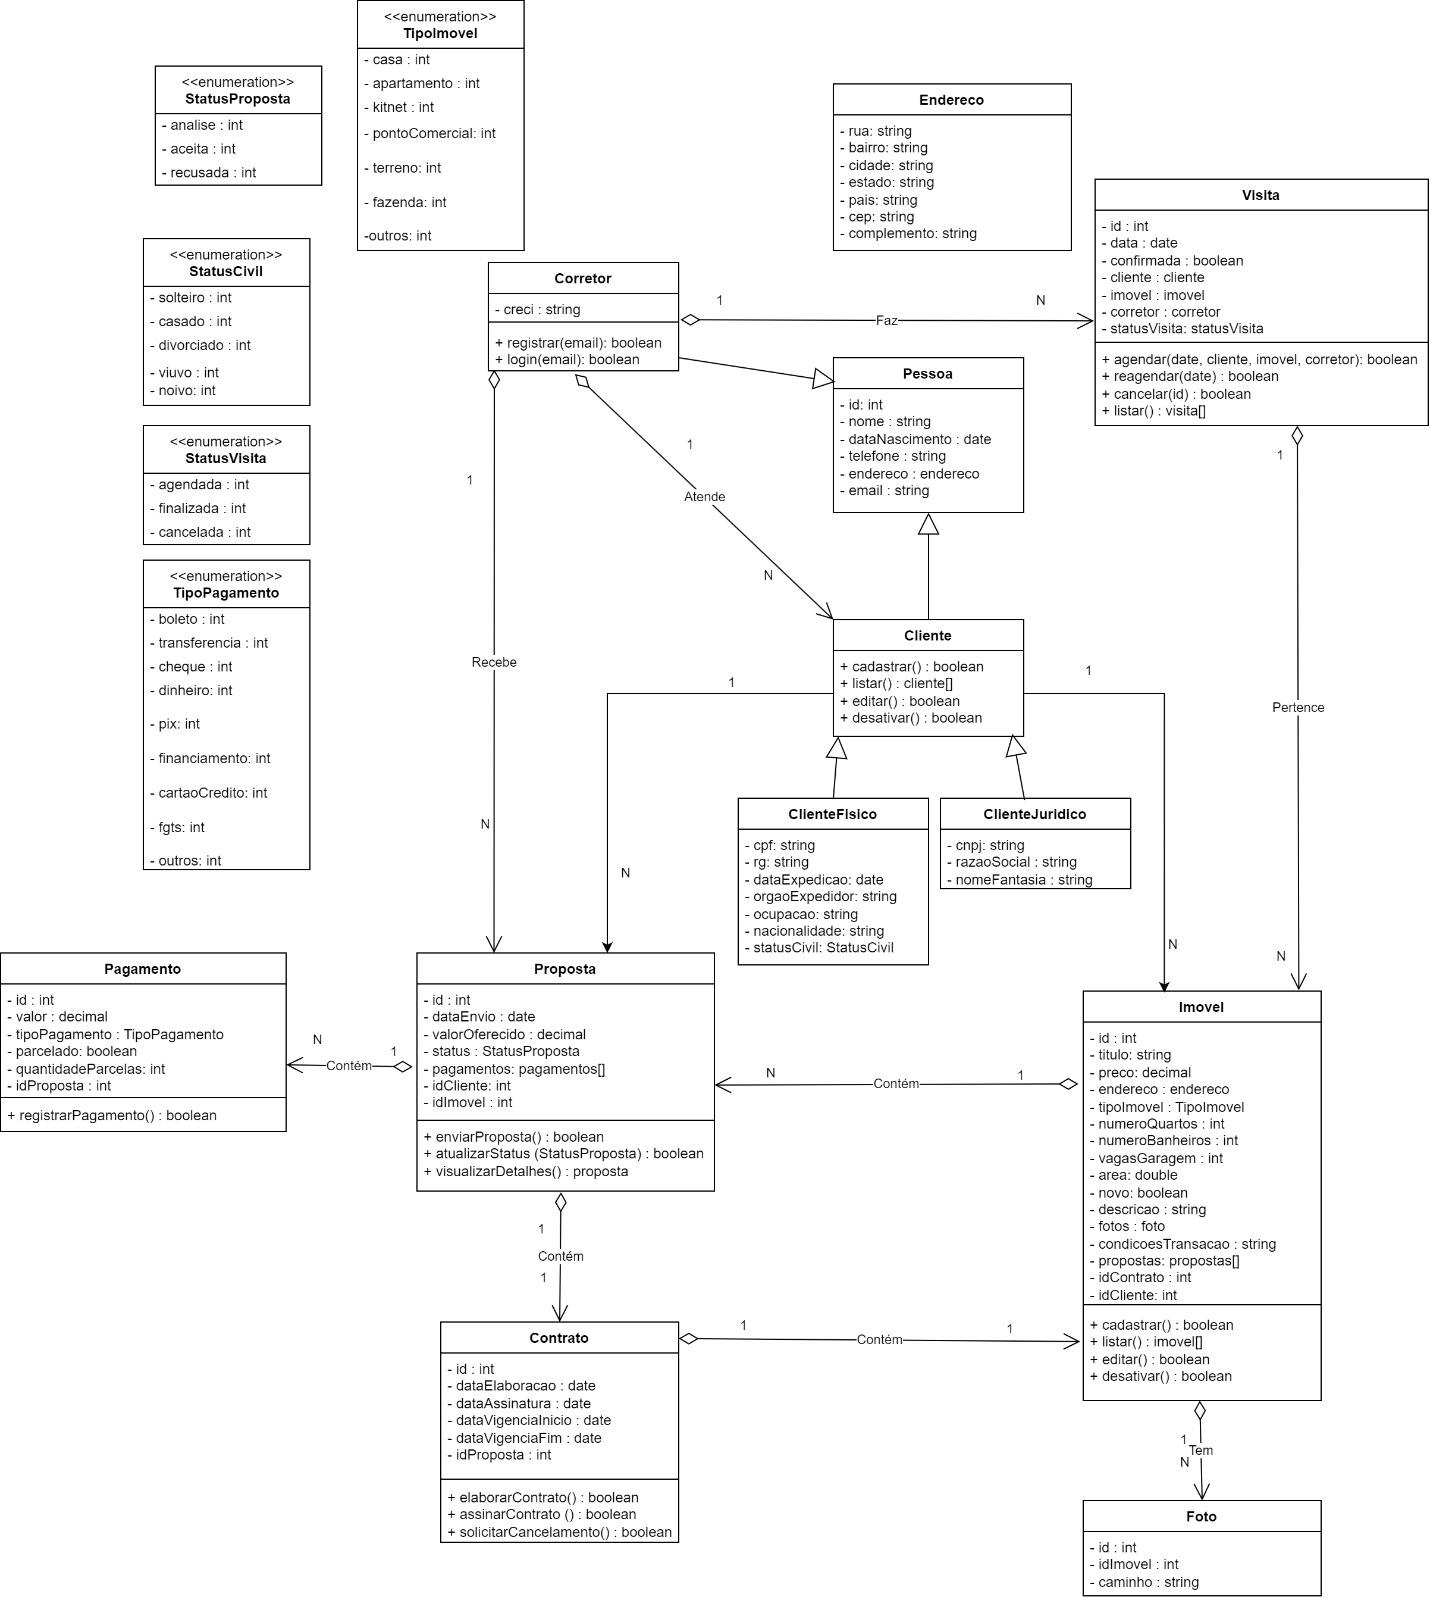 <<enumeration>>
TipoImovel
- casa : int
- apartamento : int
- kitnet : int
- pontoComercial: int
- terreno: int
- fazenda: int
-outros: int
<<enumeration>>
StatusProposta
- analise : int
- aceita : int
- recusada : int
Endereco
- rua: string
- bairro: string
- cidade: string
- estado: string
- pais: string
- cep: string
- complemento: string
Visita
- id : int
- data : date
- confirmada : boolean
- cliente : cliente
- imovel : imovel
- corretor : corretor
- statusVisita: statusVisita
+ agendar(date, cliente, imovel, corretor): boolean
+ reagendar(date) : boolean
+ cancelar(id) : boolean
+ listar() : visita[]
<<enumeration>>
StatusCivil
- solteiro : int
- casado : int
- divorciado : int
- viuvo : int
- noivo: int
Corretor
- creci : string
+ registrar(email): boolean
+ login(email): boolean
1
Faz
N
Pessoa
- id: int
- nome : string
- dataNascimento : date
- telefone : string
- endereco : endereco
- email : string
<<enumeration>>
StatusVisita
- agendada : int
- finalizada : int
- cancelada : int
1
Atende
N
1
Recebe
N
1
Pertence
N
<<enumeration>>
TipoPagamento
- boleto : int
- transferencia : int
- cheque : int
- dinheiro: int
- pix: int
- financiamento: int
- cartaoCredito: int
- fgts: int
- outros: int
Cliente
+ cadastrar() : boolean
+ listar() : cliente[]
+ editar() : boolean
+ desativar() : boolean
1
N
1
N
ClienteFisico
- cpf: string
- rg: string
- dataExpedicao: date
- orgaoExpedidor: string
- ocupacao: string
- nacionalidade: string
- statusCivil: StatusCivil
ClienteJuridico
- cnpj: string
- razaoSocial : string
- nomeFantasia : string
Pagamento
- id : int
- valor : decimal
- tipoPagamento : TipoPagamento
- parcelado: boolean
- quantidadeParcelas: int
- idProposta : int
+ registrarPagamento() : boolean
N
Contém
1
Proposta
- id : int
- dataEnvio : date
- valorOferecido : decimal
- status : StatusProposta
- pagamentos: pagamentos[]
- idCliente: int
- idImovel : int
+ enviarProposta() : boolean
+ atualizarStatus (StatusProposta) : boolean
+ visualizarDetalhes() : proposta
N
Contém
1
Imovel
- id : int
- titulo: string
- preco: decimal
- endereco : endereco
- tipoImovel : TipoImovel
- numeroQuartos : int
- numeroBanheiros : int
- vagasGaragem : int
- area: double
- novo: boolean
- descricao : string
- fotos : foto
- condicoesTransacao : string
- propostas: propostas[]
- idContrato : int
- idCliente: int
+ cadastrar() : boolean
+ listar() : imovel[]
+ editar() : boolean
+ desativar() : boolean
1
Contém
1
Contrato
- id : int
- dataElaboracao : date
- dataAssinatura : date
- dataVigenciaInicio : date
- dataVigenciaFim : date
- idProposta : int
+ elaborarContrato() : boolean
+ assinarContrato () : boolean
+ solicitarCancelamento() : boolean
1
Contém
1
1
Tem
N
Foto
- id : int
- idImovel : int
- caminho : string